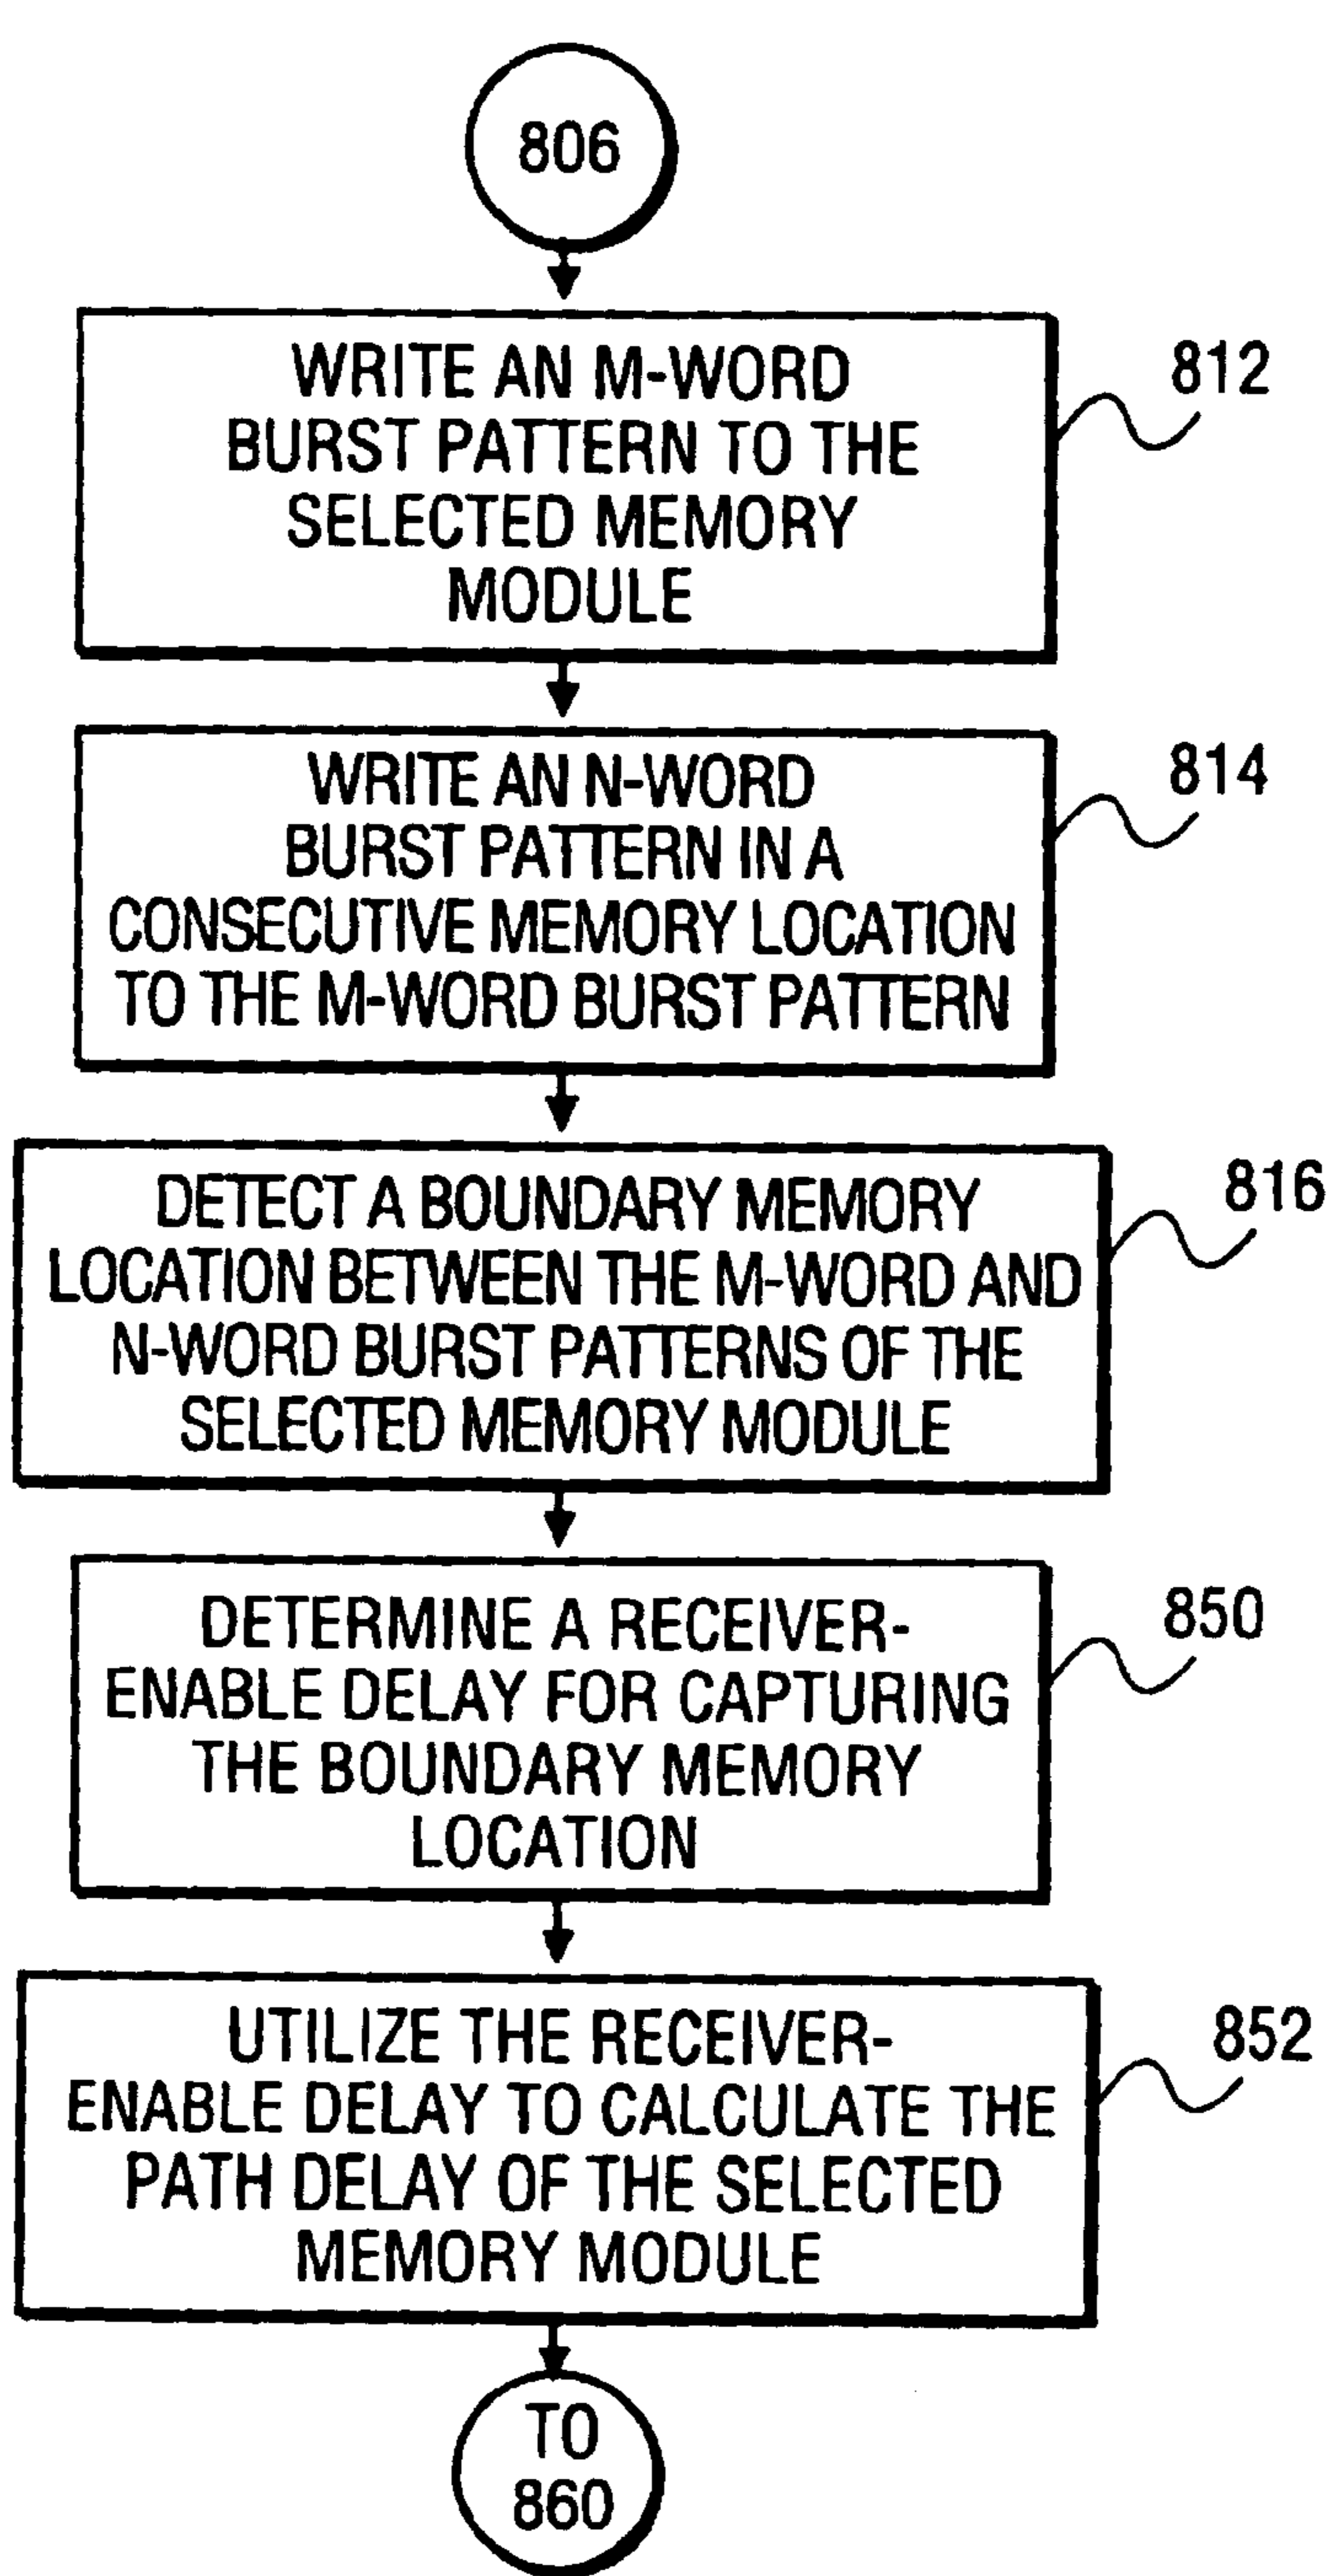 806
WRITE AN M-WORD
BURST PATTERN TO THE
SELECTED MEMORY
MODULE
812
WRITE AN N-WORD
BURST PATTERN IN A
CONSECUTIVE MEMORY LOCATION
TO THE M-WORD BURST PATTERN
814
DETECT A BOUNDARY MEMORY
LOCATION BETWEEN THE M-WORD AND
N-WORD BURST PATTERNS OF THE
SELECTED MEMORY MODULE
816
DETERMINE A RECEIVER-
ENABLE DELAY FOR CAPTURING
THE BOUNDARY MEMORY
LOCATION
850
UTILIZE THE RECEIVER-
ENABLE DELAY TO CALCULATE THE
PATH DELAY OF THE SELECTED
MEMORY MODULE
852
TO
860